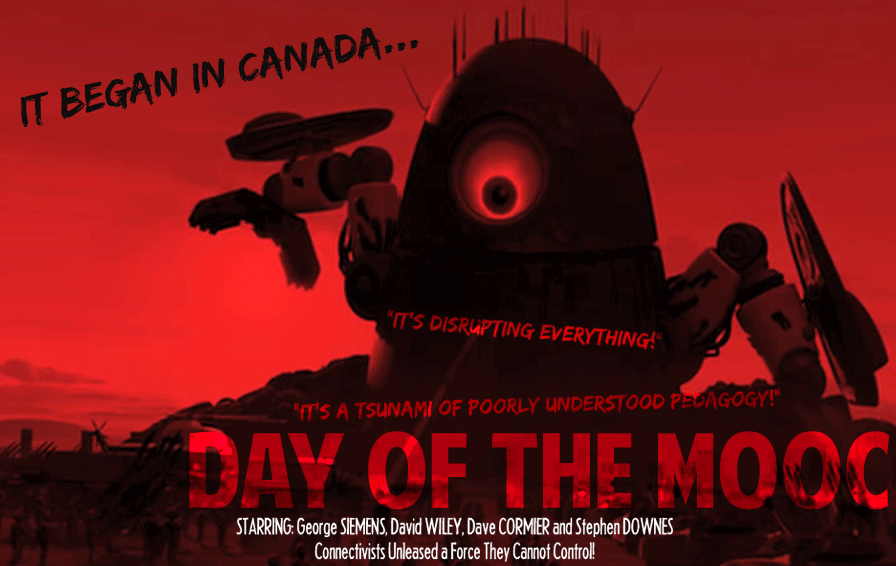 IT BEGAN IN CANADA...
"IT'S DISRUPTING EVERYTHING!"
"IT'S A TSUNAMI OF POORLY UNDERSTOOD PEDAGOGY!"
DAY OF THE MOOC
STARRING: George SIEMENS, David WILEY, Dave CORMIER and Stephen DOWNES
Connectivists Unleased a Force They Cannot Control!